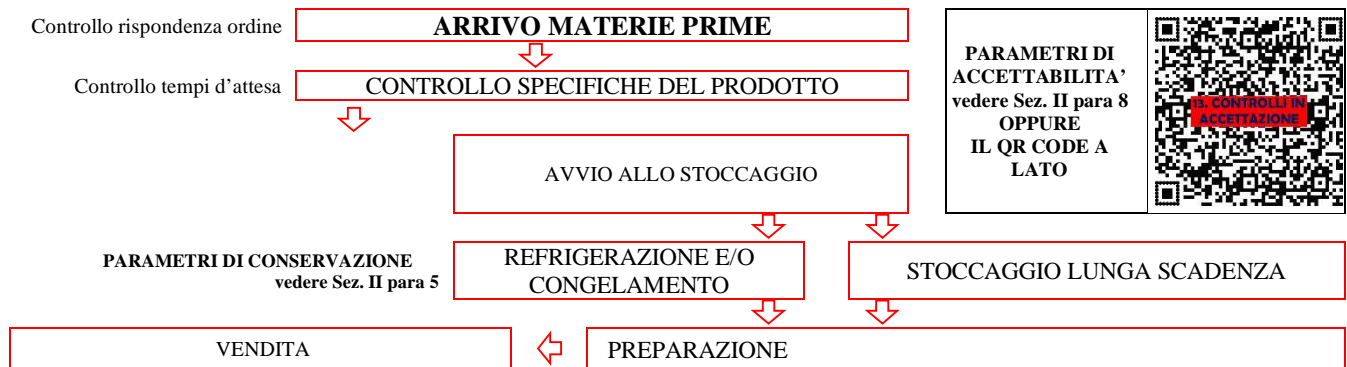 Controllo rispondenza ordine
ARRIVO MATERIE PRIME
Controllo tempi d'attesa
CONTROLLO SPECIFICHE DEL PRODOTTO
PARAMETRI DI
ACCETTABILITA'
vedere Sez. II para 8
OPPURE
IL QR CODE A
LATO
13. CONTROLLI IN
ACCETTAZIONE
AVVIO ALLO STOCCAGGIO
PARAMETRI DI CONSERVAZIONE
vedere Sez. II para 5
REFRIGERAZIONE E/O
CONGELAMENTO
STOCCAGGIO LUNGA SCADENZA
VENDITA
PREPARAZIONE